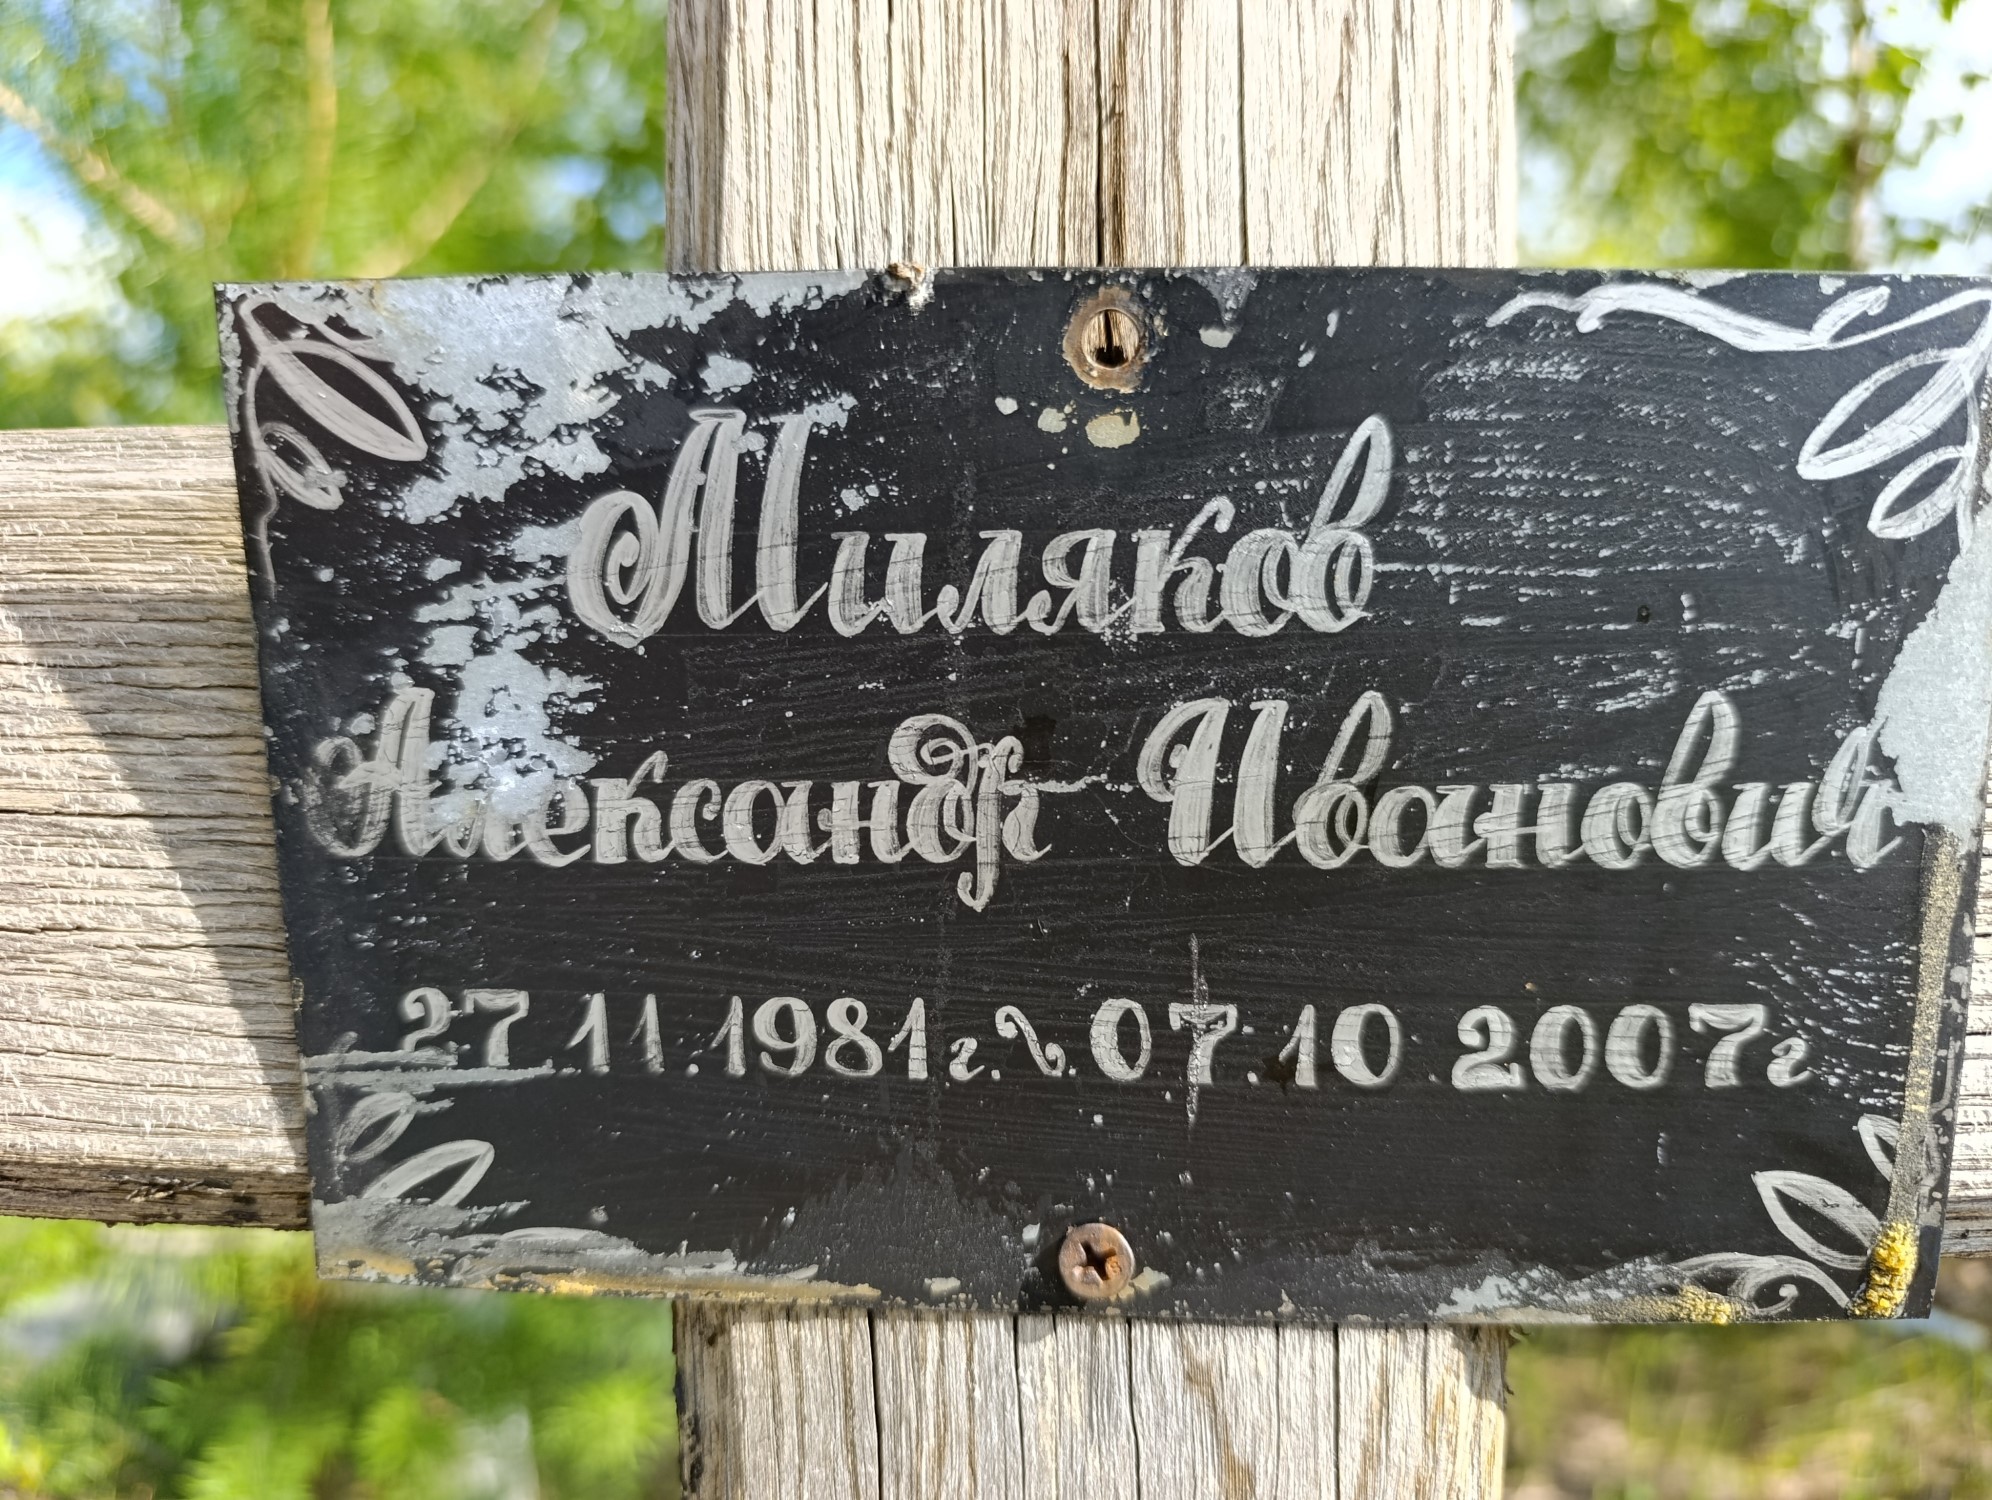 Миляков
Александр Иванович
27.11.1981г. 07.10.2007г